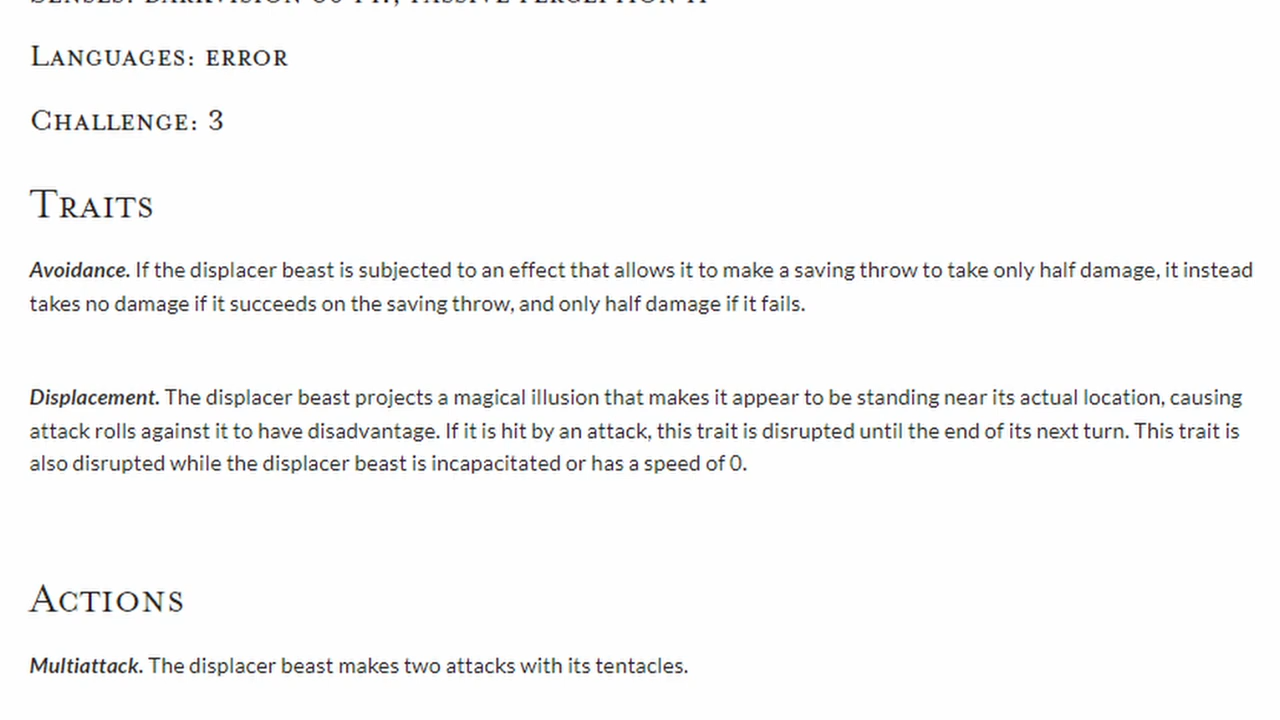 Languages: error
Challenge: 3
Traits
Avoidance. If the displacer beast is subjected to an effect that allows it to make a saving throw to take only half damage, it instead
takes no damage if it succeeds on the saving throw, and only half damage if it fails.
Displacement. The displacer beast projects a magical illusion that makes it appear to be standing near its actual location, causing
attack rolls against it to have disadvantage. If it is hit by an attack, this trait is disrupted until the end of its next turn. This trait is
also disrupted while the displacer beast is incapacitated or has a speed of 0.
Actions
Multiattack. The displacer beast makes two attacks with its tentacles.